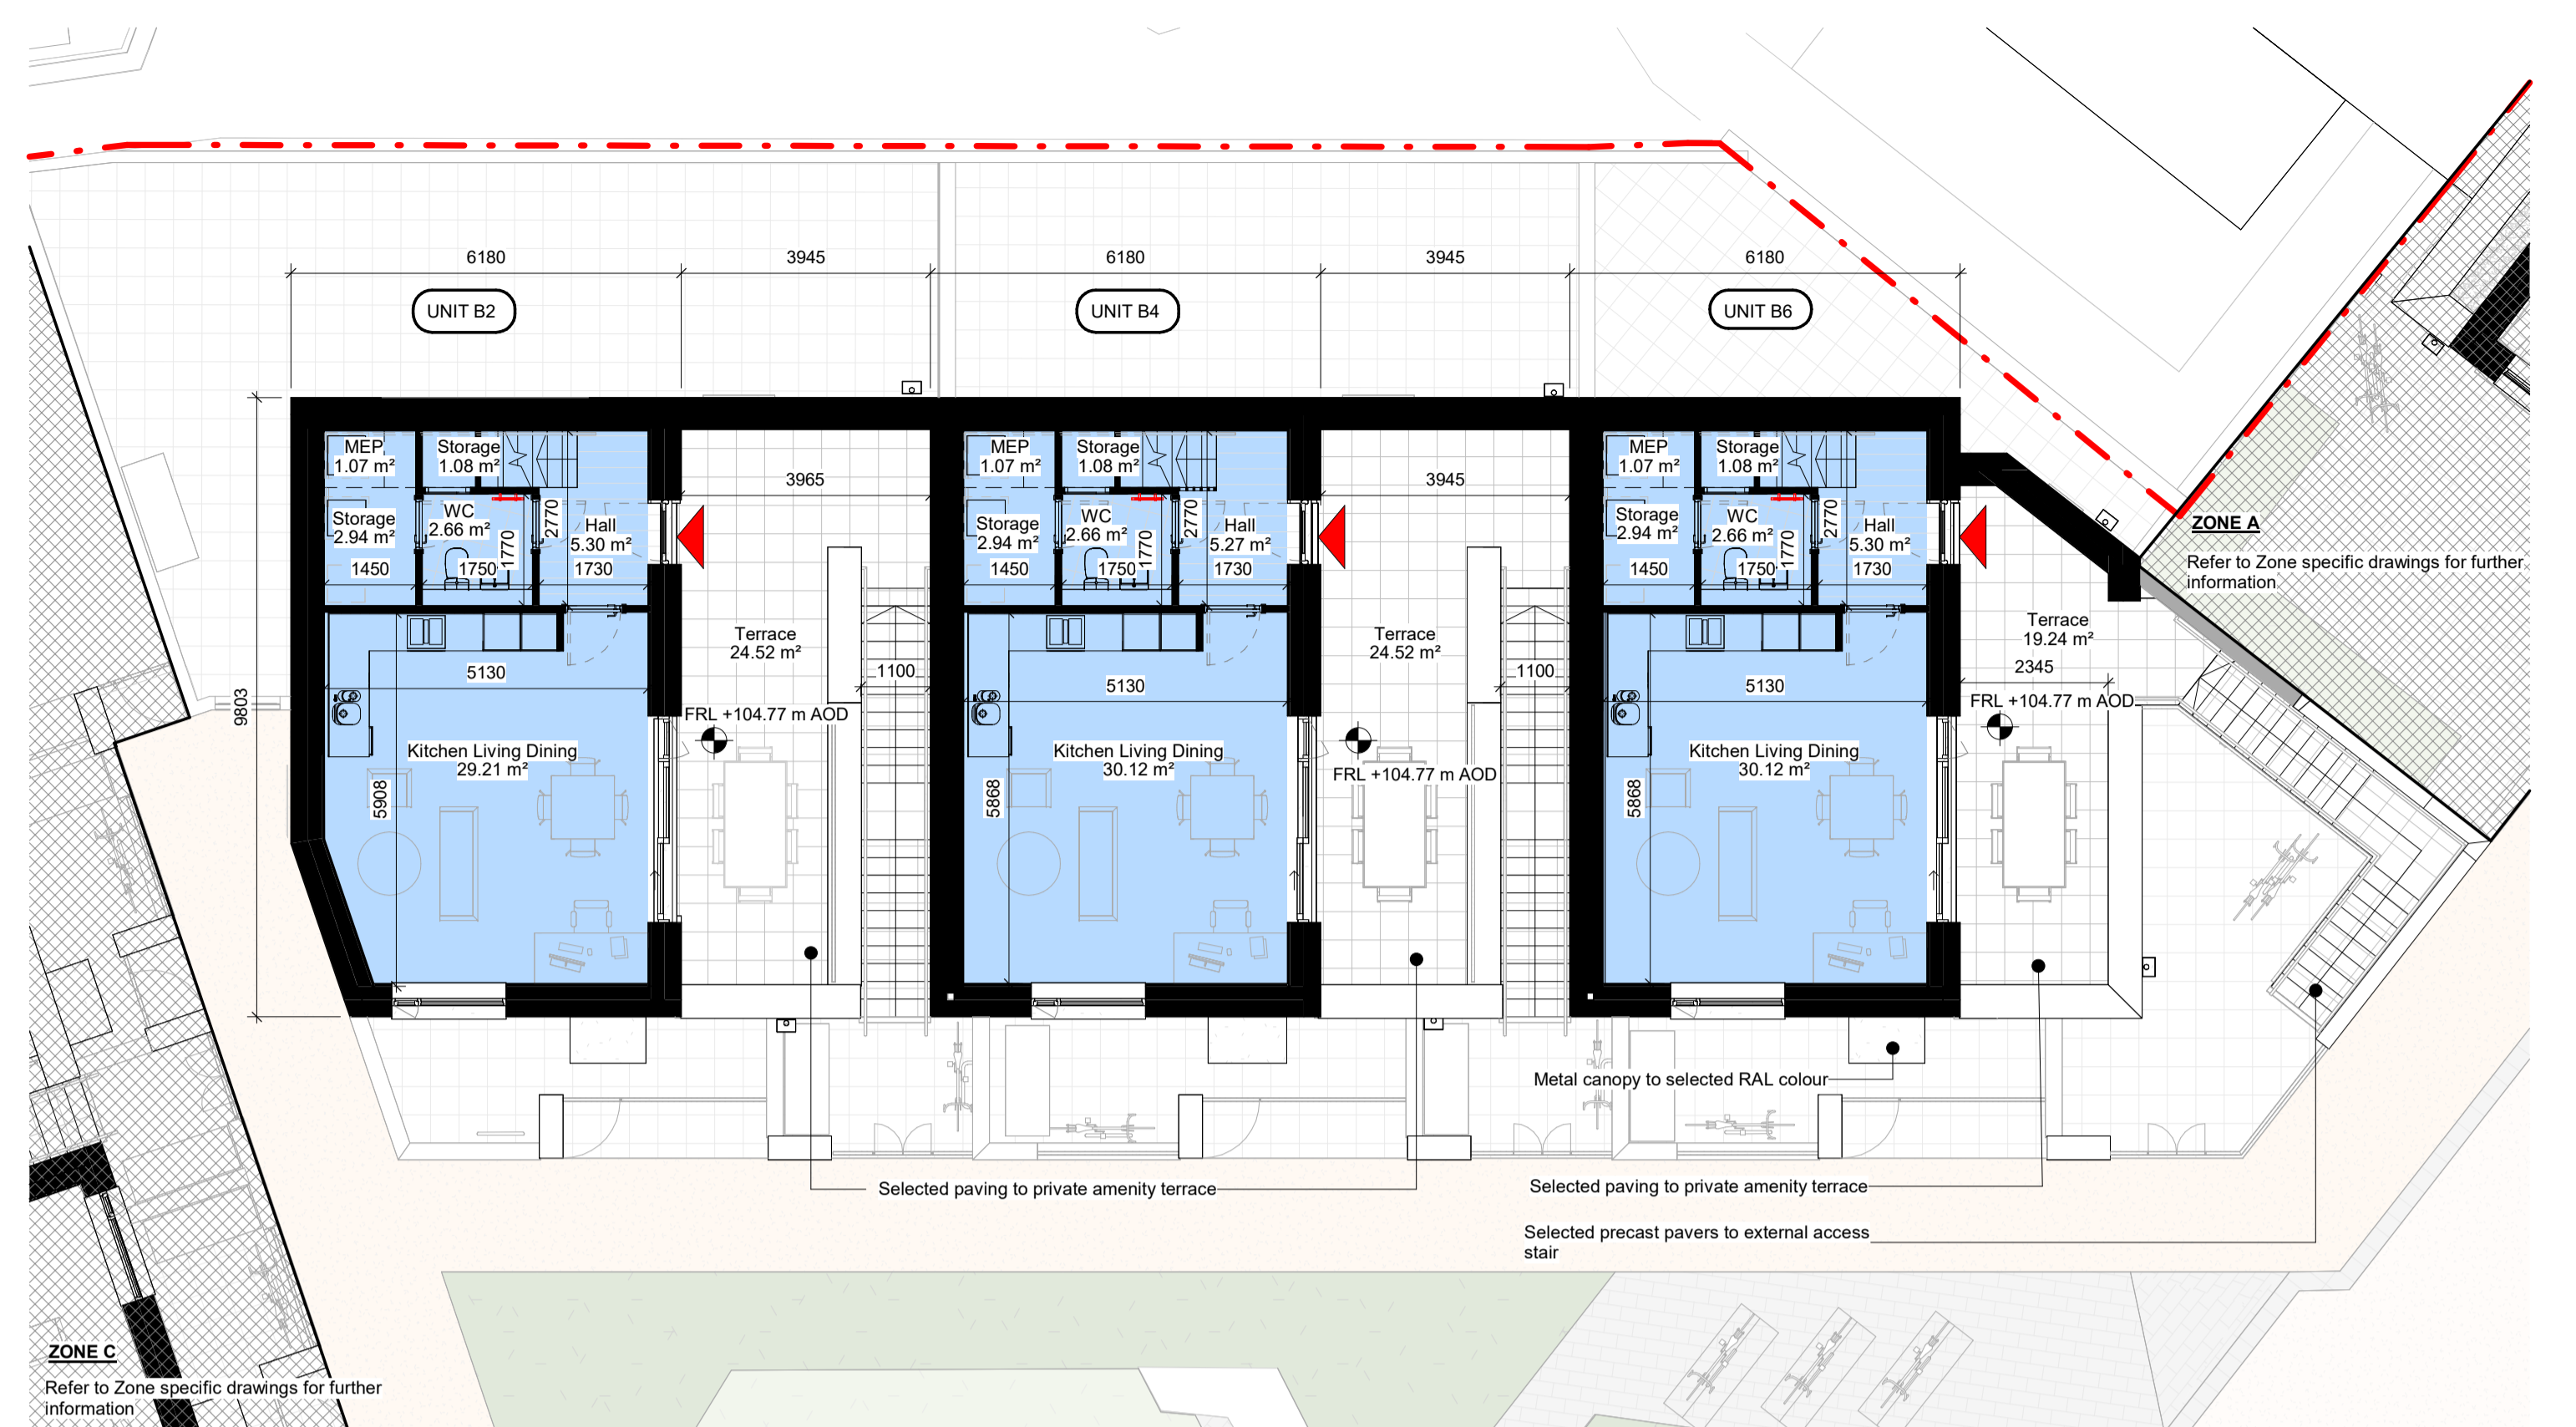 6180
3945
6180
3945
6180
UNIT B2
UNIT B4
UNIT B6
MEP
1.07 m²
Storage
1.08 m²
MEP
1.07 m²
Storage
1.08 m²
MEP
1.07 m²
Storage
1.08 m²
3965
3945
Storage
2.94 m²
WC
2.66 m²
1770
2770
Hall
5.30 m²
1450
1750
1730
Storage
2.94 m²
WC
2.66 m²
1770
2770
Hall
5.27 m²
1450
1750
1730
Storage
2.94 m²
WC
2.66 m²
1770
2770
Hall
5.30 m²
1450
1750
1730
ZONE A
Refer to Zone specific drawings for further
information
Terrace
24.52 m²
Terrace
24.52 m²
Terrace
19.24 m²
5130
1100
5130
1100
5130
2345
9803
FRL +104.77 m AOD
FRL +104.77 m AOD
FRL +104.77 m AOD
Kitchen Living Dining
29.21 m²
Kitchen Living Dining
30.12 m²
Kitchen Living Dining
30.12 m²
5908
5868
5868
Metal canopy to selected RAL colour
Selected paving to private amenity terrace
Selected paving to private amenity terrace
Selected precast pavers to external access
stair
ZONE C
Refer to Zone specific drawings for further
information